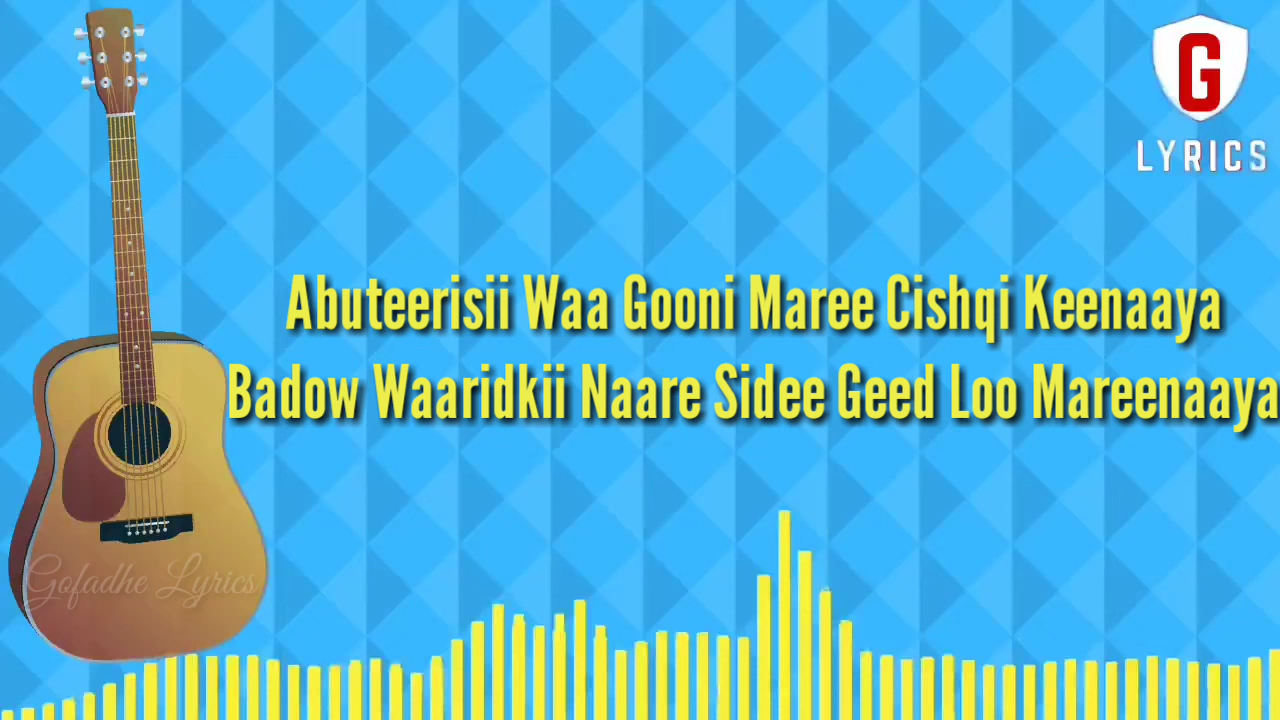 G
LYRICS
Abuteerisii Waa Gooni Maree Cishqi Keenaaya
Badow Waaridkii Naare Sidee Geed Loo Mareenaaya
Gofadhe Lyrics